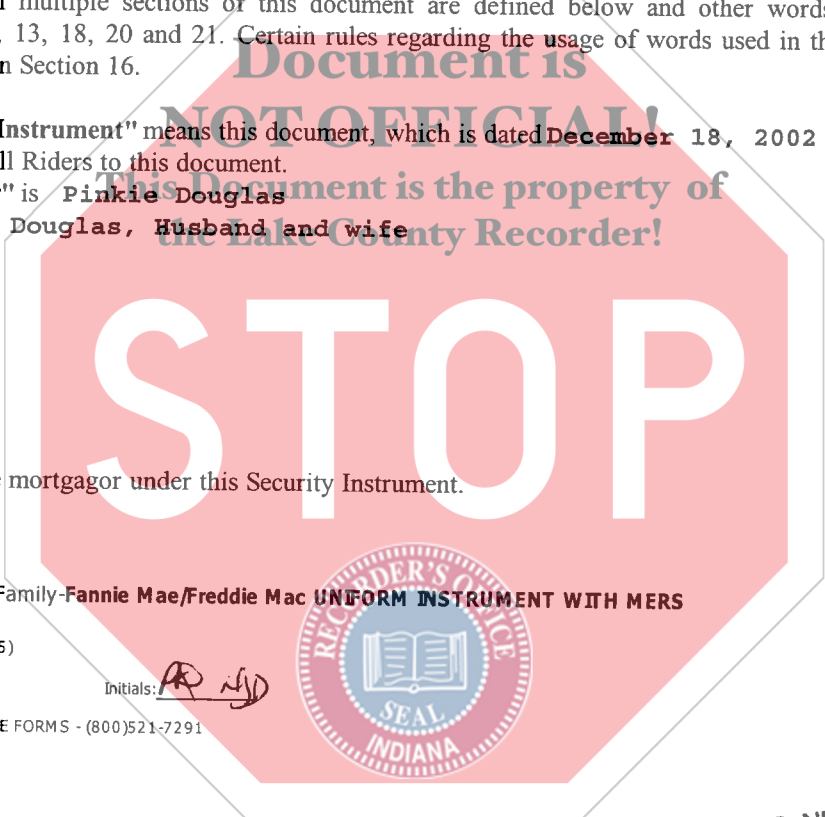 multiple sections of this document are defined below and other words
, 13, 18, 20 and 21. Certain rules regarding the usage of words used in th
n Section 16.
Document is
NOT OFFICIAL!
Instrument" means this document, which is dated December 18, 2002
ll Riders to this document.
This Document is the property of
" is Pinkie Douglas
the Lake County Recorder!
Douglas, Husband and wife
STOP
mortgagor under this Security Instrument.
Family-Fannie Mae/Freddie Mac UNIFORM INSTRUMENT WITH MERS
RECORDER'S OFFICE
5)
Initials:
SEAL
E FORMS - (800)521-7291
INDIANA